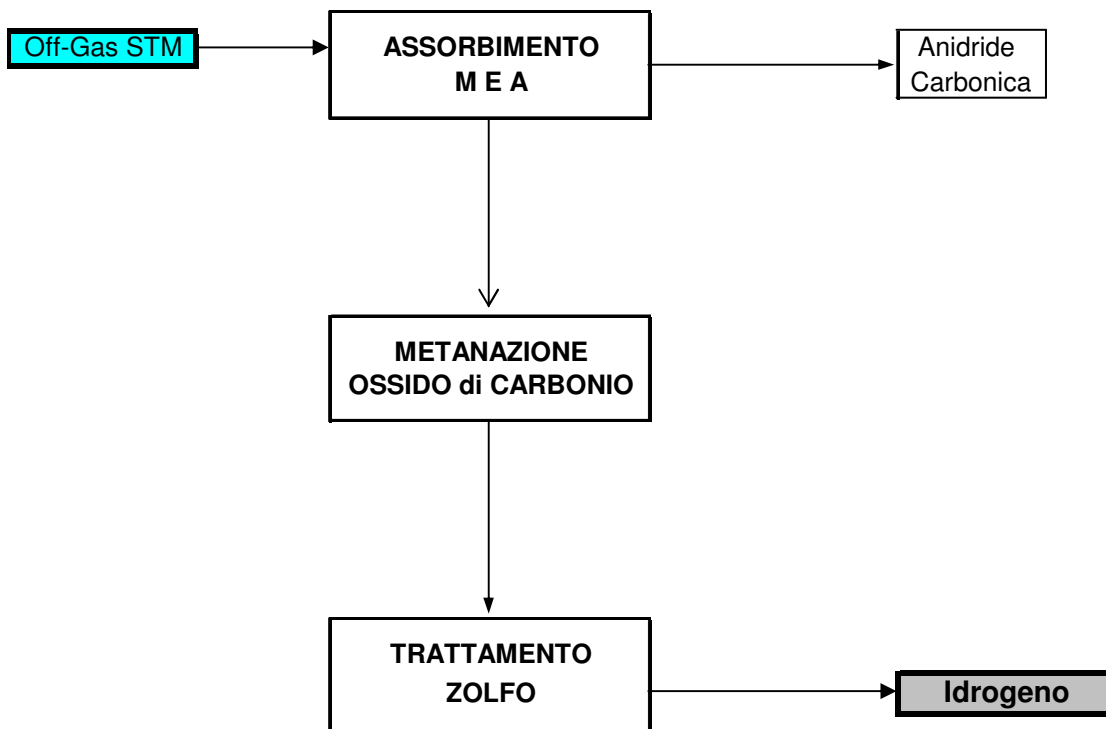 Off-Gas STM
ASSORBIMENTO
M E A
Anidride
Carbonica
METANAZIONE
OSSIDO di CARBONIO
TRATTAMENTO
ZOLFO
Idrogeno